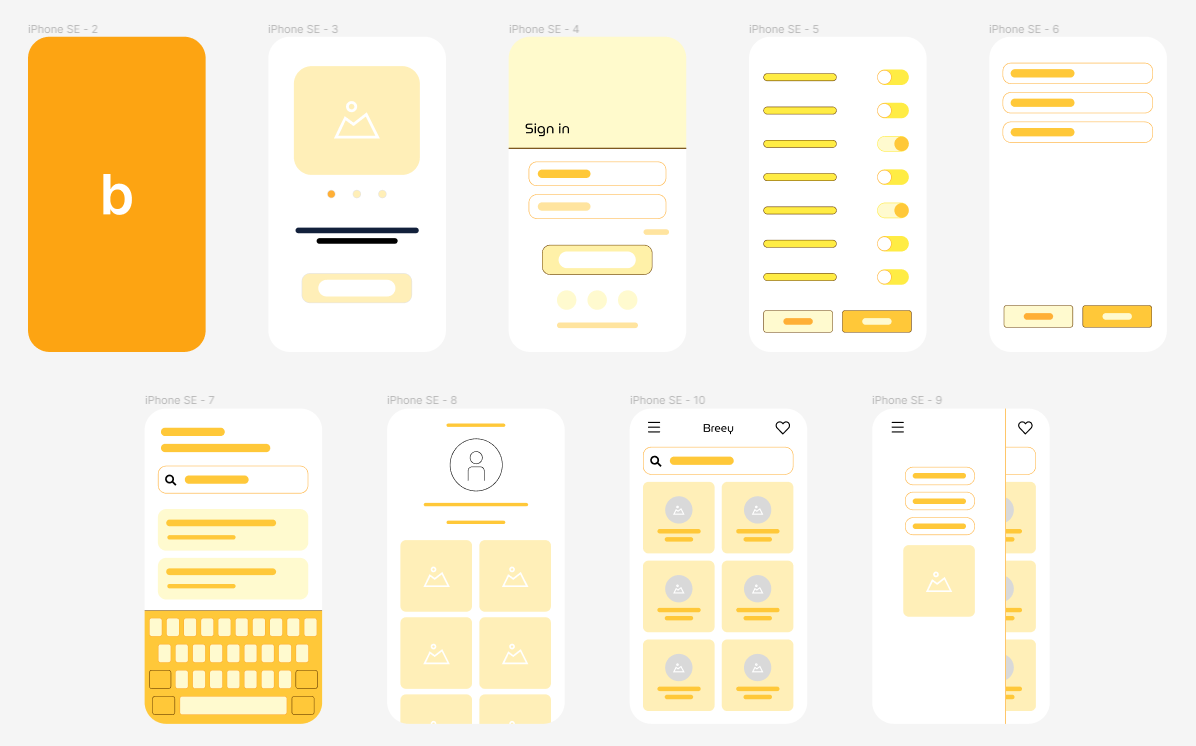 iPhone SE - 2
iPhone SE - 3
iPhone SE - 4
iPhone SE - 5
iPhone SE - 6
b
Sign in
iPhone SE - 7
iPhone SE - 8
iPhone SE - 10
iPhone SE - 9
Breey